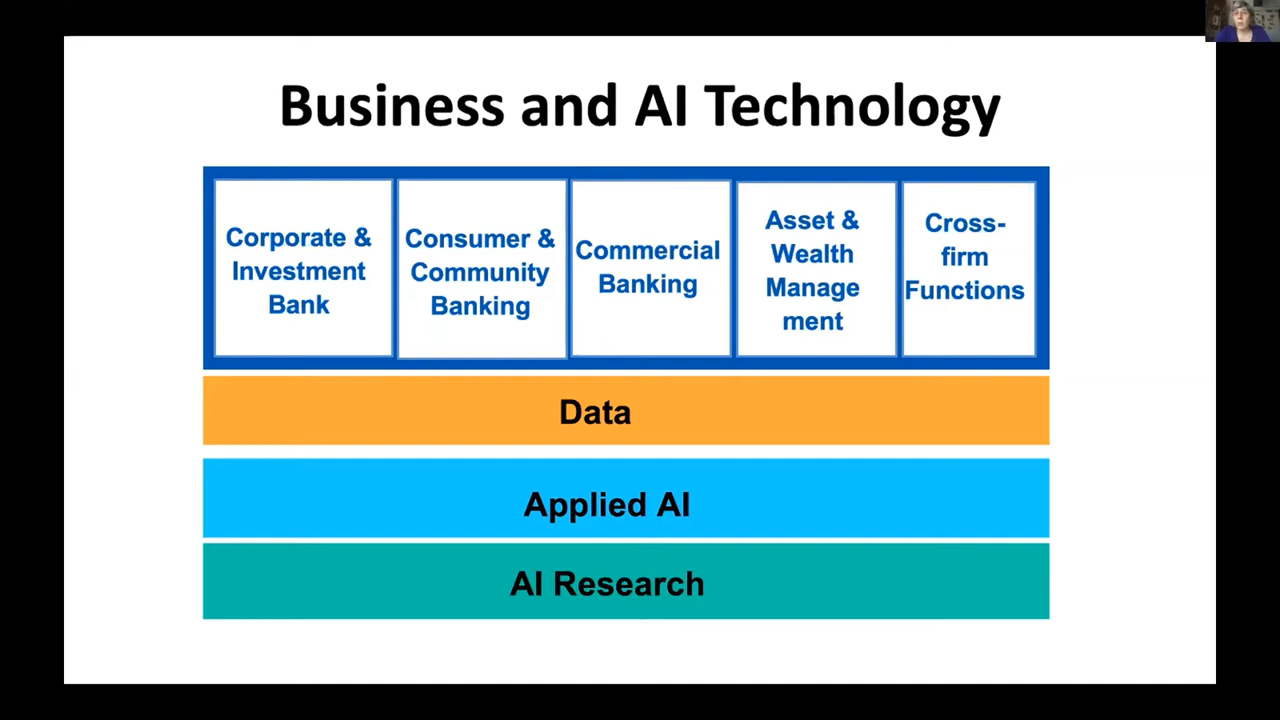 Business and AI Technology
Corporate &
Investment
Bank
Consumer &
Community
Banking
Commercial
Banking
Asset &
Wealth
Manage
ment
Cross-
firm
Functions
Data
Applied AI
AI Research